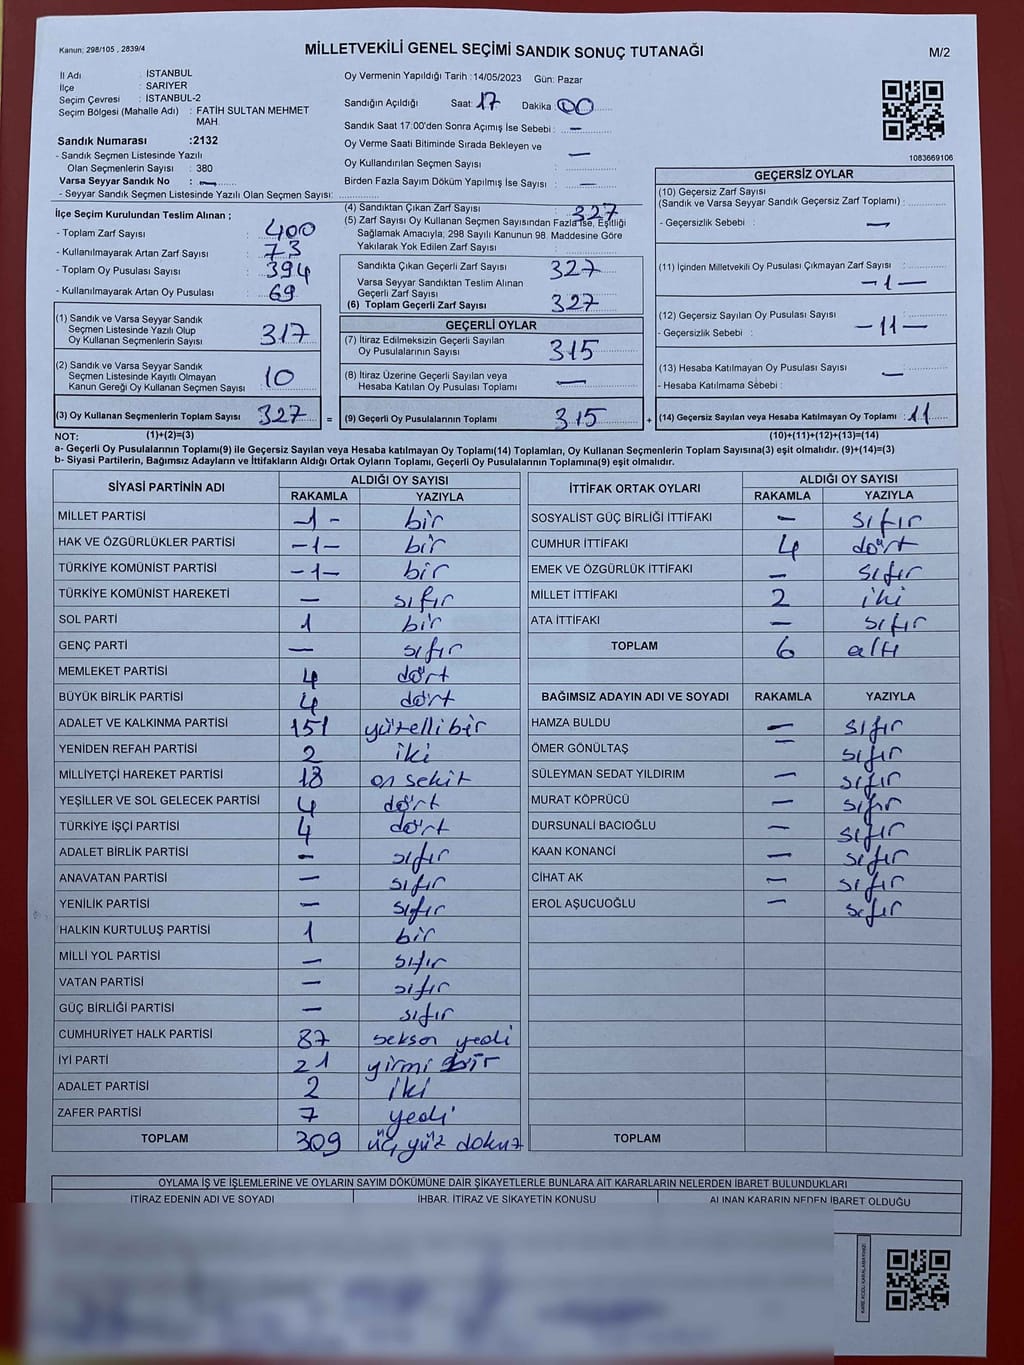 Kanun: 298/105 , 2839/4
MİLLETVEKİLİ GENEL SEÇİMİ SANDIK SONUÇ TUTANAĞI
M/2
İl Adı : İSTANBUL
İlçe : SARIYER
Seçim Çevresi : İSTANBUL-2
Seçim Bölgesi (Mahalle Adı) : FATİH SULTAN MEHMET MAH.
Sandık Numarası :2132
- Sandık Seçmen Listesinde Yazılı
Olan Seçmenlerin Sayısı : 380
Varsa Seyyar Sandık No : —
- Seyyar Sandık Seçmen Listesinde Yazılı Olan Seçmen Sayısı:
Oy Vermenin Yapıldığı Tarih :14/05/2023 Gün: Pazar
Sandığın Açıldığı Saat: 17 Dakika : 00
Sandık Saat 17:00'den Sonra Açımış İse Sebebi : —
Oy Verme Saati Bitiminde Sırada Bekleyen ve
Oy Kullandırılan Seçmen Sayısı : —
Birden Fazla Sayım Döküm Yapılmış İse Sayısı : —
1083669106
İlçe Seçim Kurulundan Teslim Alınan ;
- Toplam Zarf Sayısı : 400
- Kullanılmayarak Artan Zarf Sayısı : 73
- Toplam Oy Pusulası Sayısı : 394
- Kullanılmayarak Artan Oy Pusulası : 69
(1) Sandık ve Varsa Seyyar Sandık
Seçmen Listesinde Yazılı Olup
Oy Kullanan Seçmenlerin Sayısı : 317
(2) Sandık ve Varsa Seyyar Sandık
Seçmen Listesinde Kayıtlı Olmayan
Kanun Gereği Oy Kullanan Seçmen Sayısı : 10
(3) Oy Kullanan Seçmenlerin Toplam Sayısı : 327 =
(4) Sandıktan Çıkan Zarf Sayısı : 327
(5) Zarf Sayısı Oy Kullanan Seçmen Sayısından Fazla ise, Eşitliği
Sağlamak Amacıyla; 298 Sayılı Kanunun 98. Maddesine Göre
Yakılarak Yok Edilen Zarf Sayısı
Sandıkta Çıkan Geçerli Zarf Sayısı : 327
Varsa Seyyar Sandıktan Teslim Alınan
Geçerli Zarf Sayısı
(6) Toplam Geçerli Zarf Sayısı : 327
GEÇERLİ OYLAR
(7) İtiraz Edilmeksizin Geçerli Sayılan
Oy Pusulalarının Sayısı : 315
(8) İtiraz Üzerine Geçerli Sayılan veya
Hesaba Katılan Oy Pusulası Toplamı : —
(9) Geçerli Oy Pusulalarının Toplamı : 315 +
GEÇERSİZ OYLAR
(10) Geçersiz Zarf Sayısı
(Sandık ve Varsa Seyyar Sandık Geçersiz Zarf Toplamı) :
- Geçersizlik Sebebi : —
(11) İçinden Milletvekili Oy Pusulası Çıkmayan Zarf Sayısı :
—1—
(12) Geçersiz Sayılan Oy Pusulası Sayısı :
- Geçersizlik Sebebi : —11—
(13) Hesaba Katılmayan Oy Pusulası Sayısı : —
- Hesaba Katılmama Sebebi :
(14) Geçersiz Sayılan veya Hesaba Katılmayan Oy Toplamı : 11
NOT: (1)+(2)=(3) (10)+(11)+(12)+(13)=(14)
a- Geçerli Oy Pusulalarının Toplamı(9) ile Geçersiz Sayılan veya Hesaba katılmayan Oy Toplamı(14) Toplamları, Oy Kullanan Seçmenlerin Toplam Sayısına(3) eşit olmalıdır. (9)+(14)=(3)
b- Siyasi Partilerin, Bağımsız Adayların ve İttifakların Aldığı Ortak Oyların Toplamı, Geçerli Oy Pusulalarının Toplamına(9) eşit olmalıdır.
SİYASİ PARTİNİN ADI ALDIĞI OY SAYISI
RAKAMLA YAZIYLA
MİLLET PARTİSİ -1- bir
HAK VE ÖZGÜRLÜKLER PARTİSİ -1- bir
TÜRKİYE KOMÜNİST PARTİSİ -1- bir
TÜRKİYE KOMÜNİST HAREKETİ — sıfır
SOL PARTİ 1 bir
GENÇ PARTİ — sıfır
MEMLEKET PARTİSİ 4 dört
BÜYÜK BİRLİK PARTİSİ 4 dört
ADALET VE KALKINMA PARTİSİ 151 yüzellibir
YENİDEN REFAH PARTİSİ 2 iki
MİLLİYETÇİ HAREKET PARTİSİ 18 on sekiz
YEŞİLLER VE SOL GELECEK PARTİSİ 4 dört
TÜRKİYE İŞÇİ PARTİSİ 4 dört
ADALET BİRLİK PARTİSİ — sıfır
ANAVATAN PARTİSİ — sıfır
YENİLİK PARTİSİ — sıfır
HALKIN KURTULUŞ PARTİSİ 1 bir
MİLLİ YOL PARTİSİ — sıfır
VATAN PARTİSİ — sıfır
GÜÇ BİRLİĞİ PARTİSİ — sıfır
CUMHURİYET HALK PARTİSİ 87 seksen yedi
İYİ PARTİ 21 yirmi bir
ADALET PARTİSİ 2 iki
ZAFER PARTİSİ 7 yedi
TOPLAM 309 üç yüz dokuz
İTTİFAK ORTAK OYLARI ALDIĞI OY SAYISI
RAKAMLA YAZIYLA
SOSYALİST GÜÇ BİRLİĞİ İTTİFAKI — sıfır
CUMHUR İTTİFAKI 4 dört
EMEK VE ÖZGÜRLÜK İTTİFAKI — sıfır
MİLLET İTTİFAKI 2 iki
ATA İTTİFAKI — sıfır
TOPLAM 6 altı
BAĞIMSIZ ADAYIN ADI VE SOYADI RAKAMLA YAZIYLA
HAMZA BULDU — sıfır
ÖMER GÖNÜLTAŞ — sıfır
SÜLEYMAN SEDAT YILDIRIM — sıfır
MURAT KÖPRÜCÜ — sıfır
DURSUNALİ BACIOĞLU — sıfır
KAAN KONANCİ — sıfır
CİHAT AK — sıfır
EROL AŞUCUOĞLU — sıfır
TOPLAM
OYLAMA İŞ VE İŞLEMLERİNE VE OYLARIN SAYIM DÖKÜMÜNE DAİR ŞİKAYETLERLE BUNLARA AİT KARARLARIN NELERDEN İBARET BULUNDUKLARI
İTİRAZ EDENİN ADI VE SOYADI İHBAR, İTİRAZ VE ŞİKAYETİN KONUSU ALINAN KARARIN NEDEN İBARET OLDUĞU